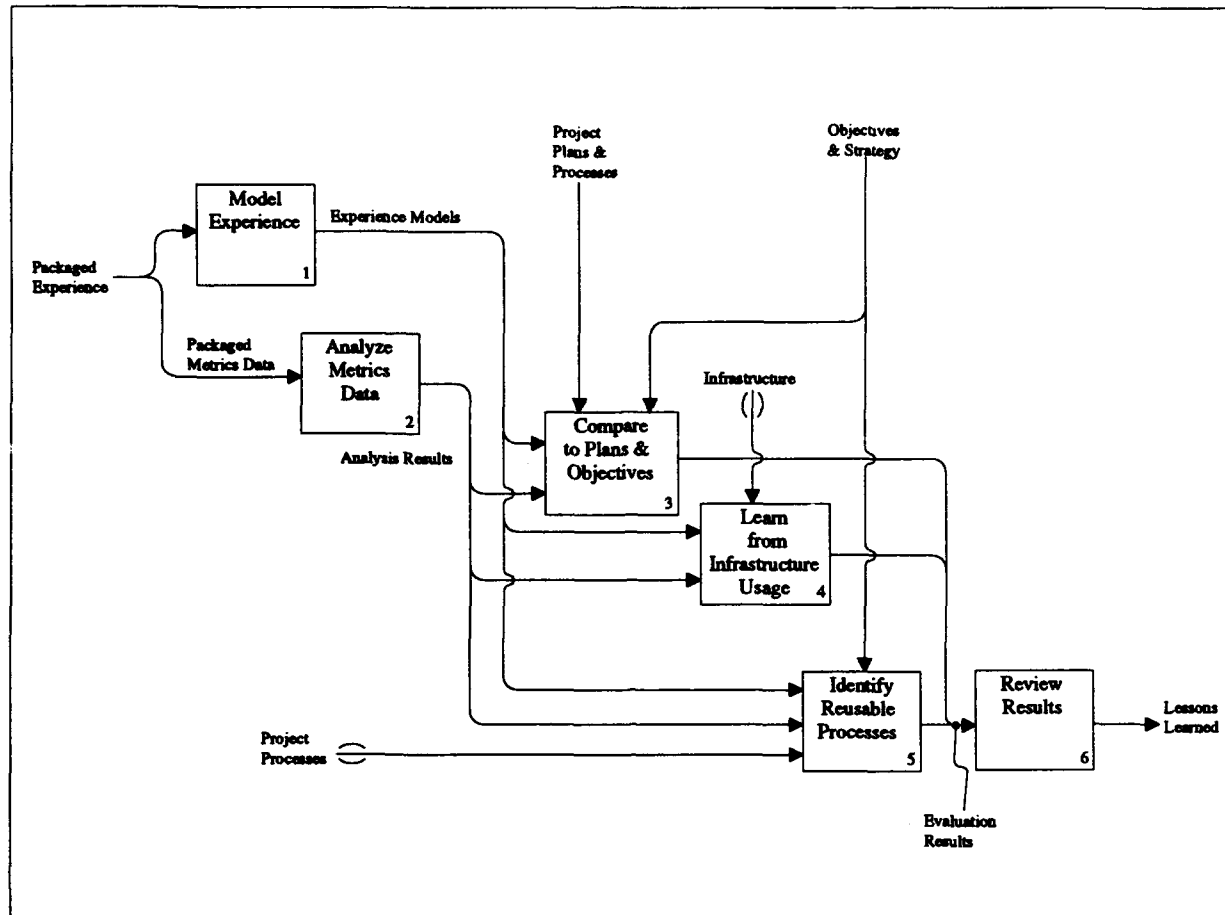 Project
Plans &
Processes
Objectives
& Strategy
Model
Experience
1
Experience Models
Packaged
Experience
Packaged
Metrics Data
Analyze
Metrics
Data
2
Analysis Results
Infrastructure
Compare
to Plans &
Objectives
3
Learn
from
Infrastructure
Usage
4
Identify
Reusable
Processes
5
Review
Results
6
Lessons
Learned
Project
Processes
Evaluation
Results